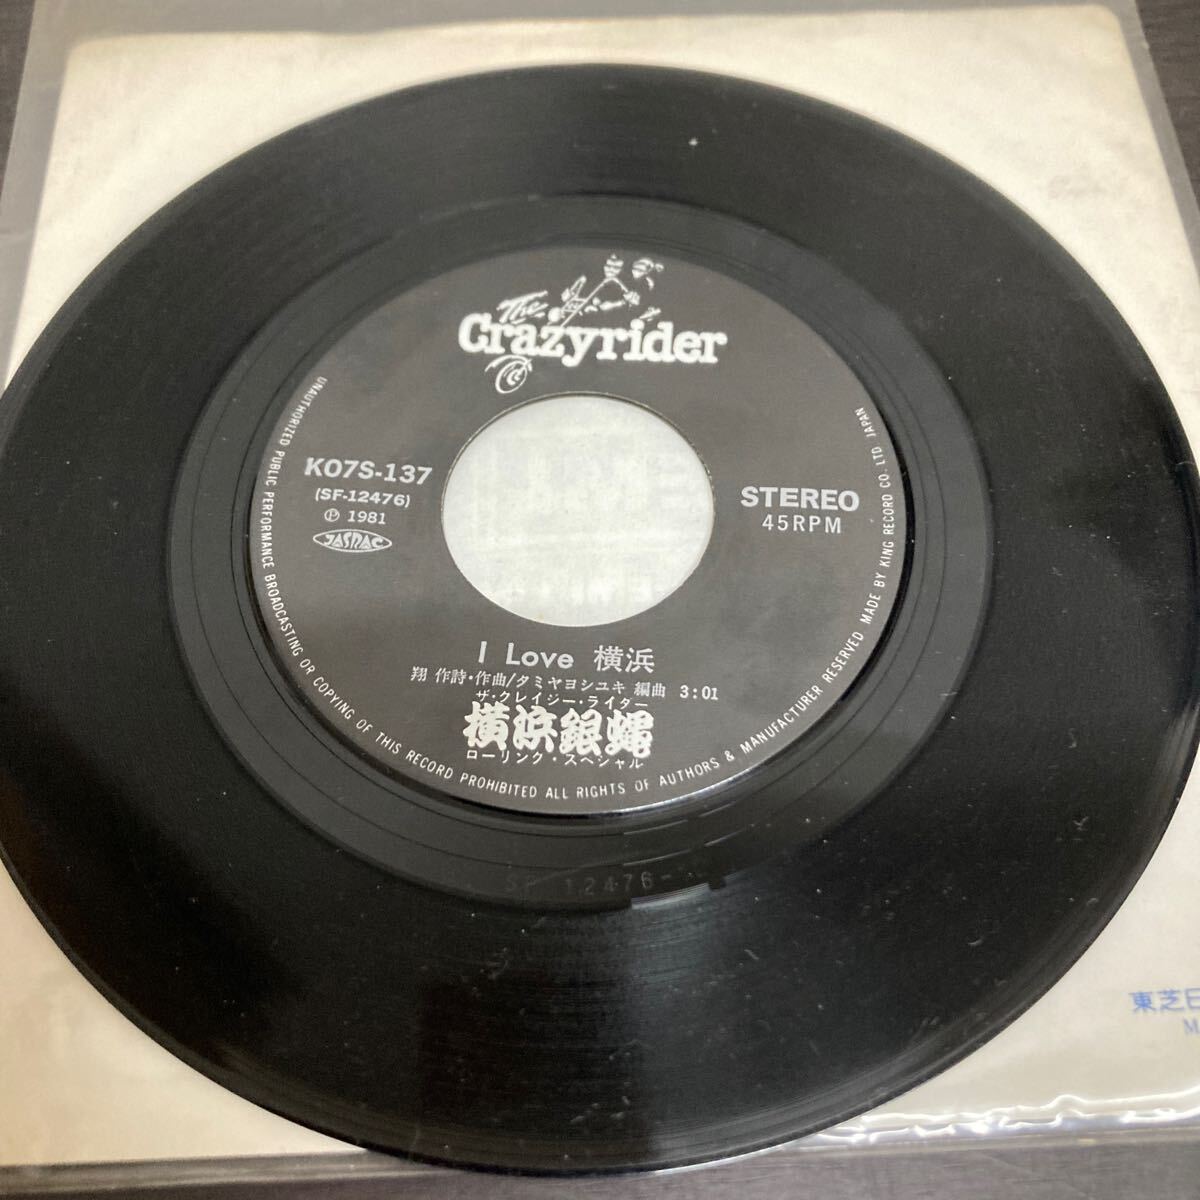 The
Crazyrider
K07S-137
(SF-12476)
Ⓟ 1981
JASRAC
STEREO
45RPM
I Love 横浜
翔 作詩・作曲/タミヤヨシユキ 編曲 3:01
ザ・クレイジー・ライダー
横浜銀蝿
ローリング・スペシャル
UNAUTHORIZED PUBLIC PERFORMANCE BROADCASTING OR COPYING OF THIS RECORD PROHIBITED ALL RIGHTS OF AUTHORS & MANUFACTURER RESERVED MADE BY KING RECORD CO. LTD. JAPAN
SF 12476-
東芝
M